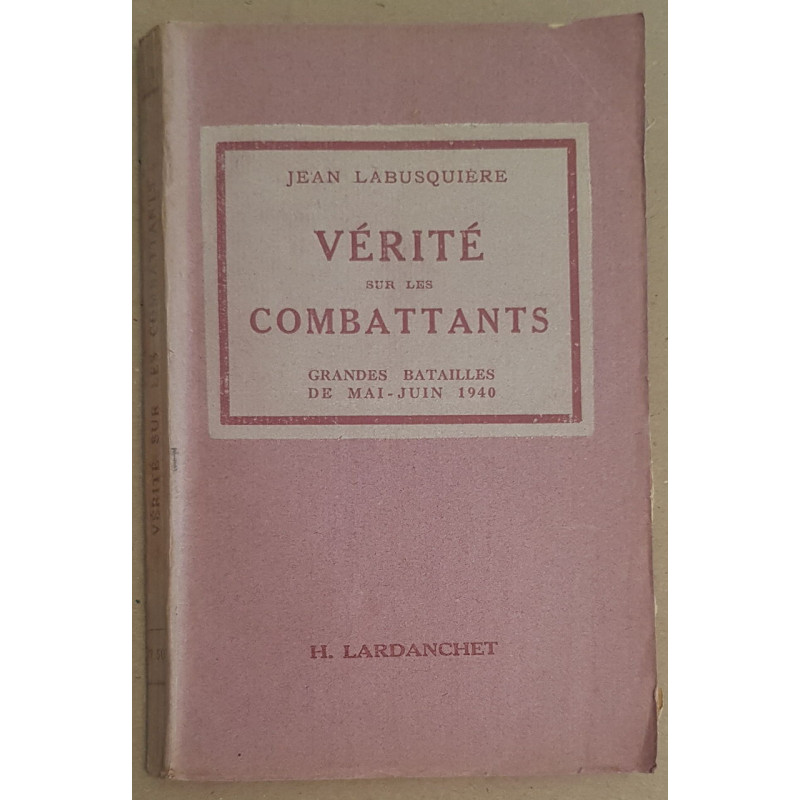 JEAN LABUSQUIÈRE
VÉRITÉ
SUR LES
COMBATTANTS
GRANDES BATAILLES
DE MAI-JUIN 1940
H. LARDANCHET
VÉRITÉ SUR LES COMBATTANTS